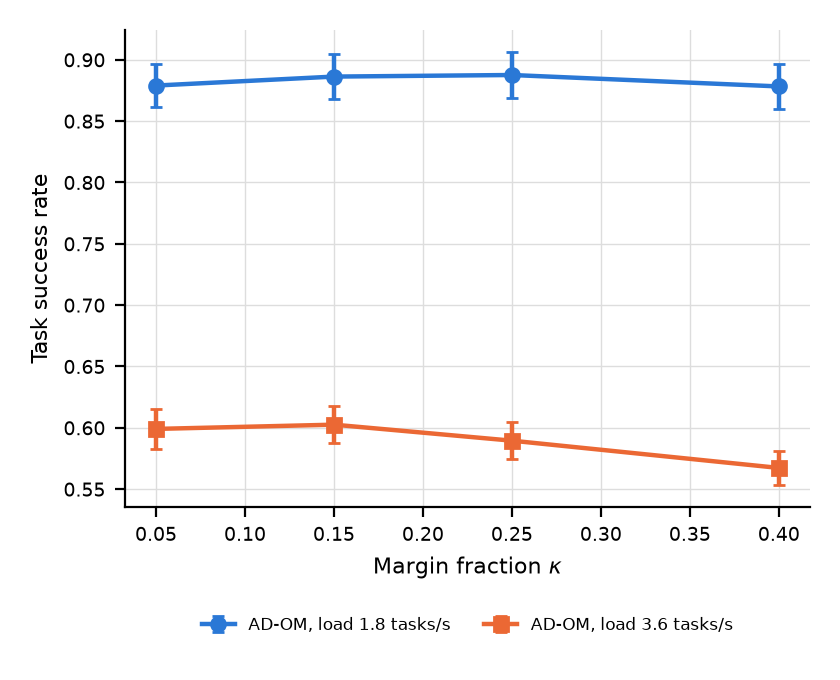 0.90
0.85
0.80
0.75
0.70
0.65
0.60
0.55
Task success rate
0.05 0.10 0.15 0.20 0.25 0.30 0.35 0.40
Margin fraction κ
AD-OM, load 1.8 tasks/s AD-OM, load 3.6 tasks/s